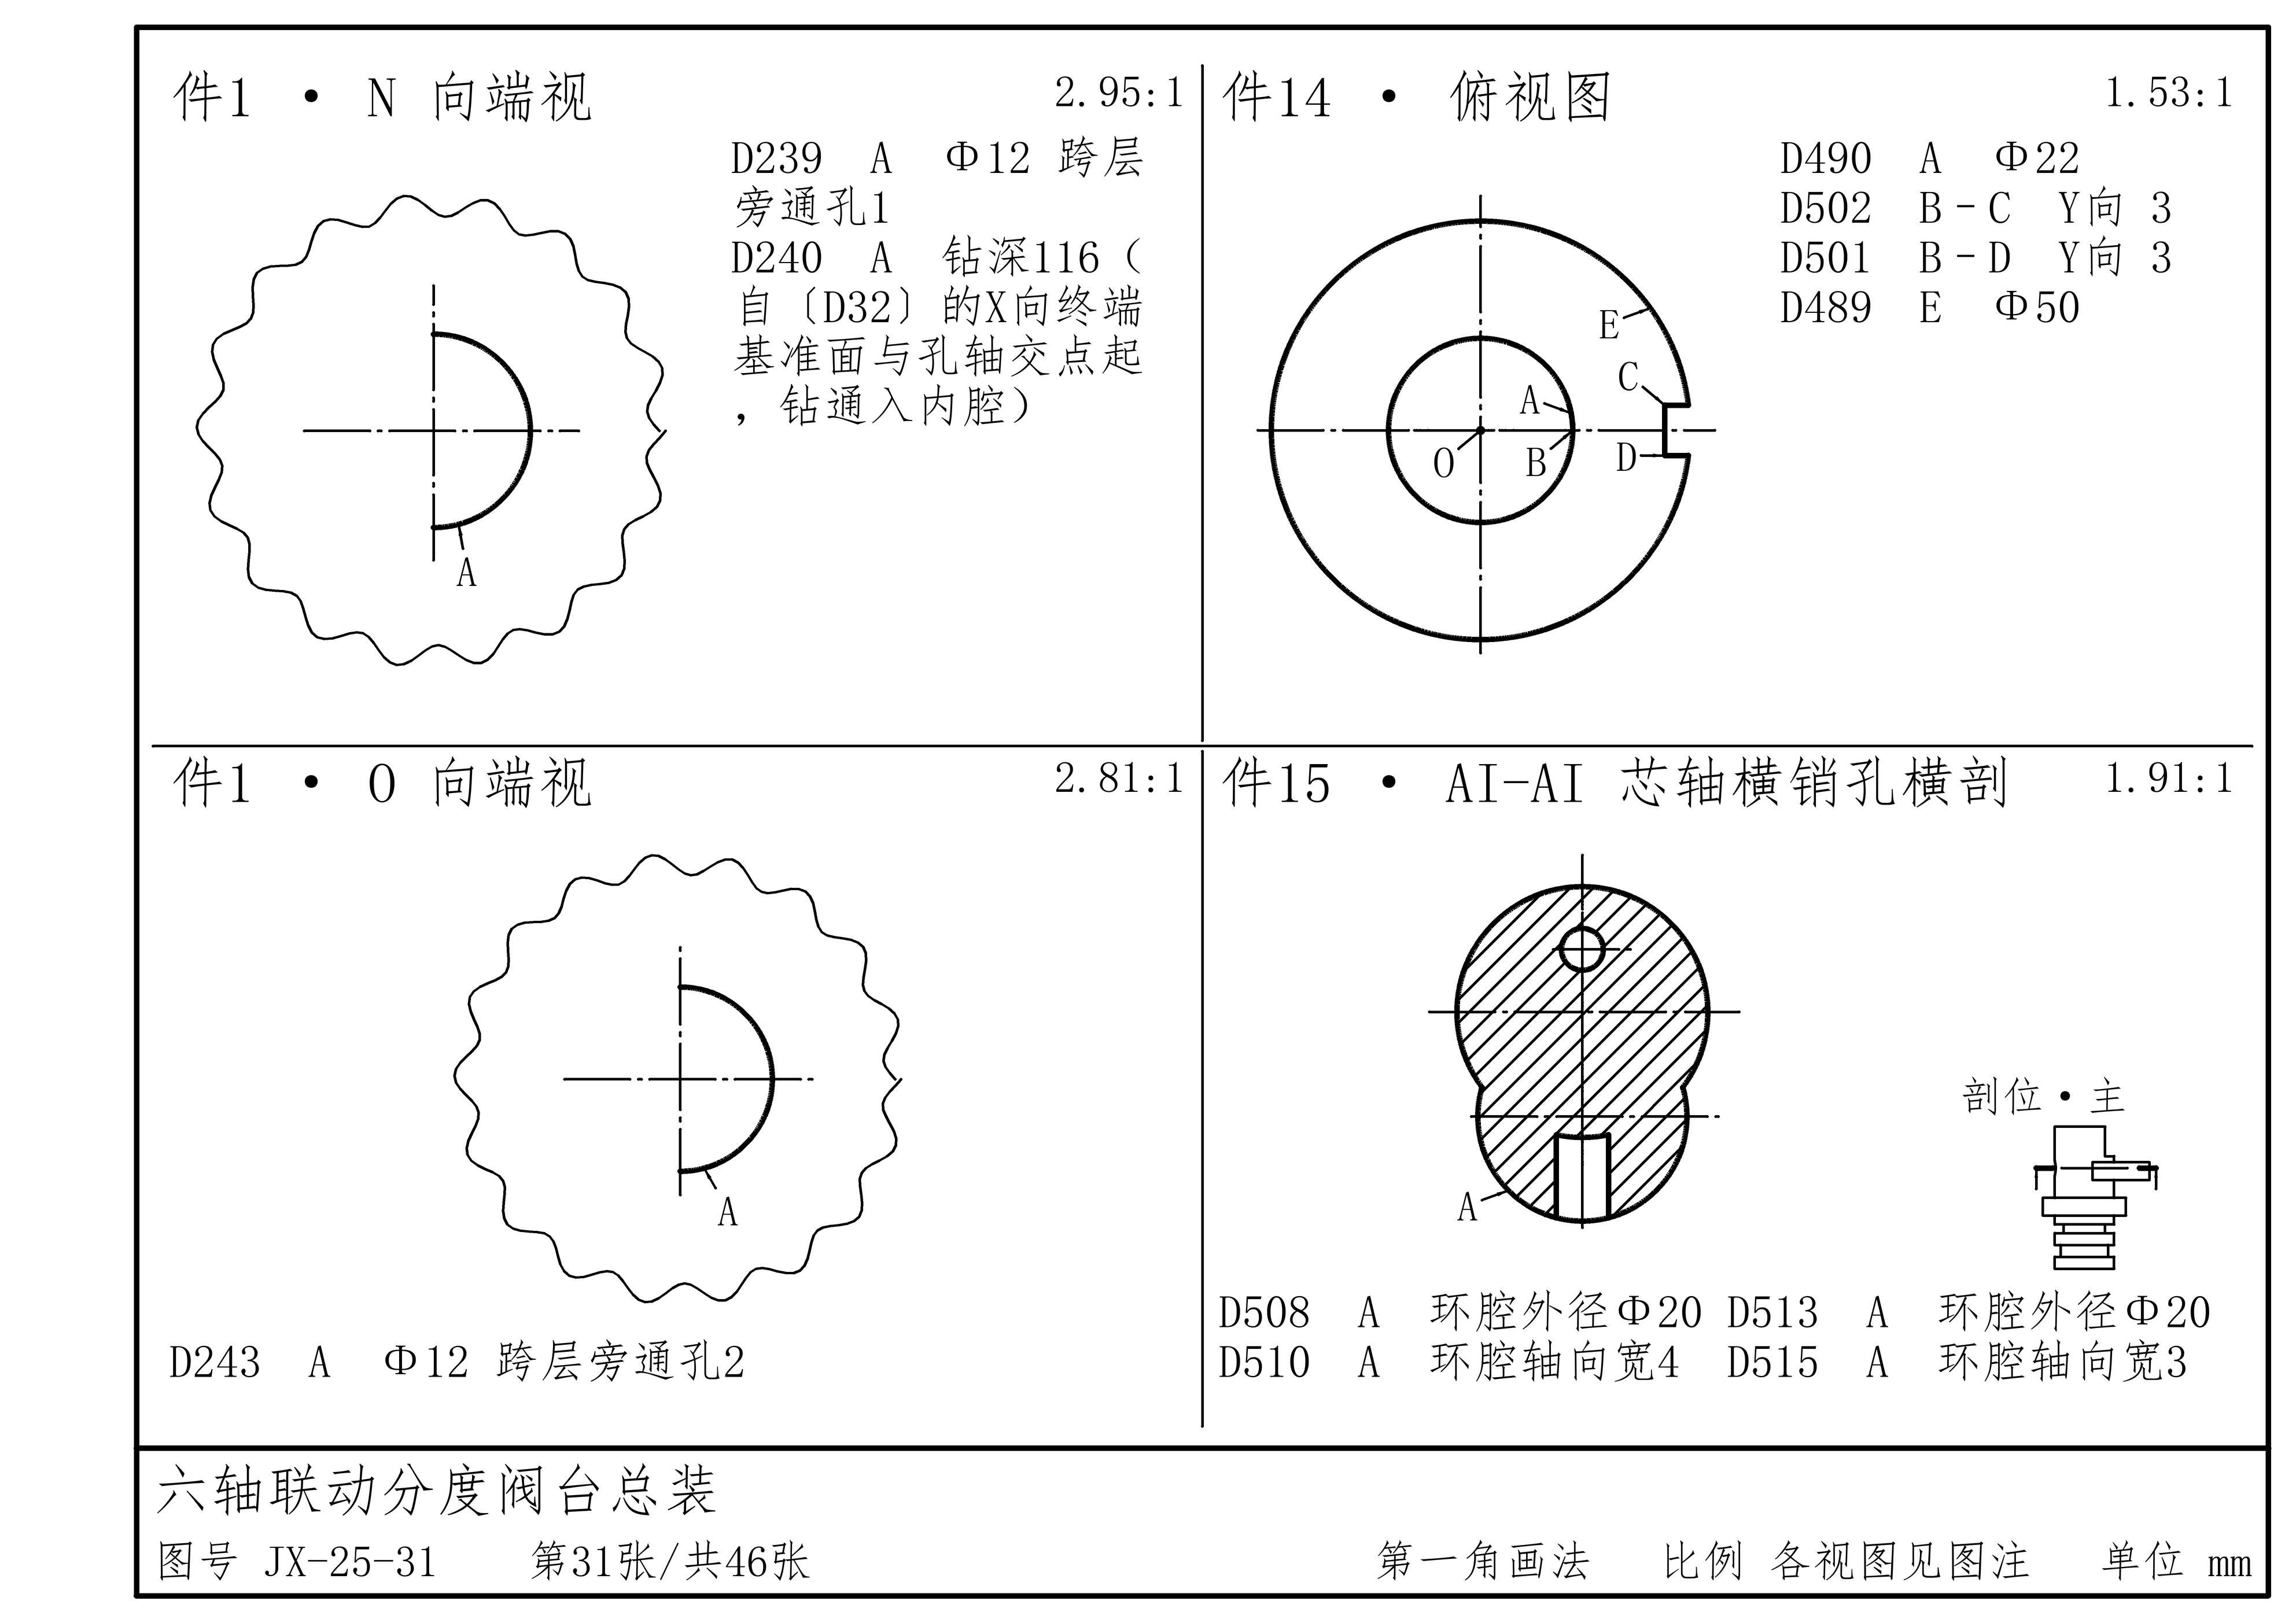 件1 · N 向端视 2.95:1
D239 A Φ12 跨层
旁通孔1
D240 A 钻深116（
自〔D32〕的X向终端
基准面与孔轴交点起
，钻通入内腔）
A
件14 · 俯视图 1.53:1
D490 A Φ22
D502 B-C Y向 3
D501 B-D Y向 3
D489 E Φ50
E
C
A
O
B
D
件1 · O 向端视 2.81:1
A
D243 A Φ12 跨层旁通孔2
件15 · AI-AI 芯轴横销孔横剖 1.91:1
剖位·主
A
D508 A 环腔外径Φ20 D513 A 环腔外径Φ20
D510 A 环腔轴向宽4 D515 A 环腔轴向宽3
六轴联动分度阀台总装
图号 JX-25-31 第31张/共46张 第一角画法 比例 各视图见图注 单位 mm